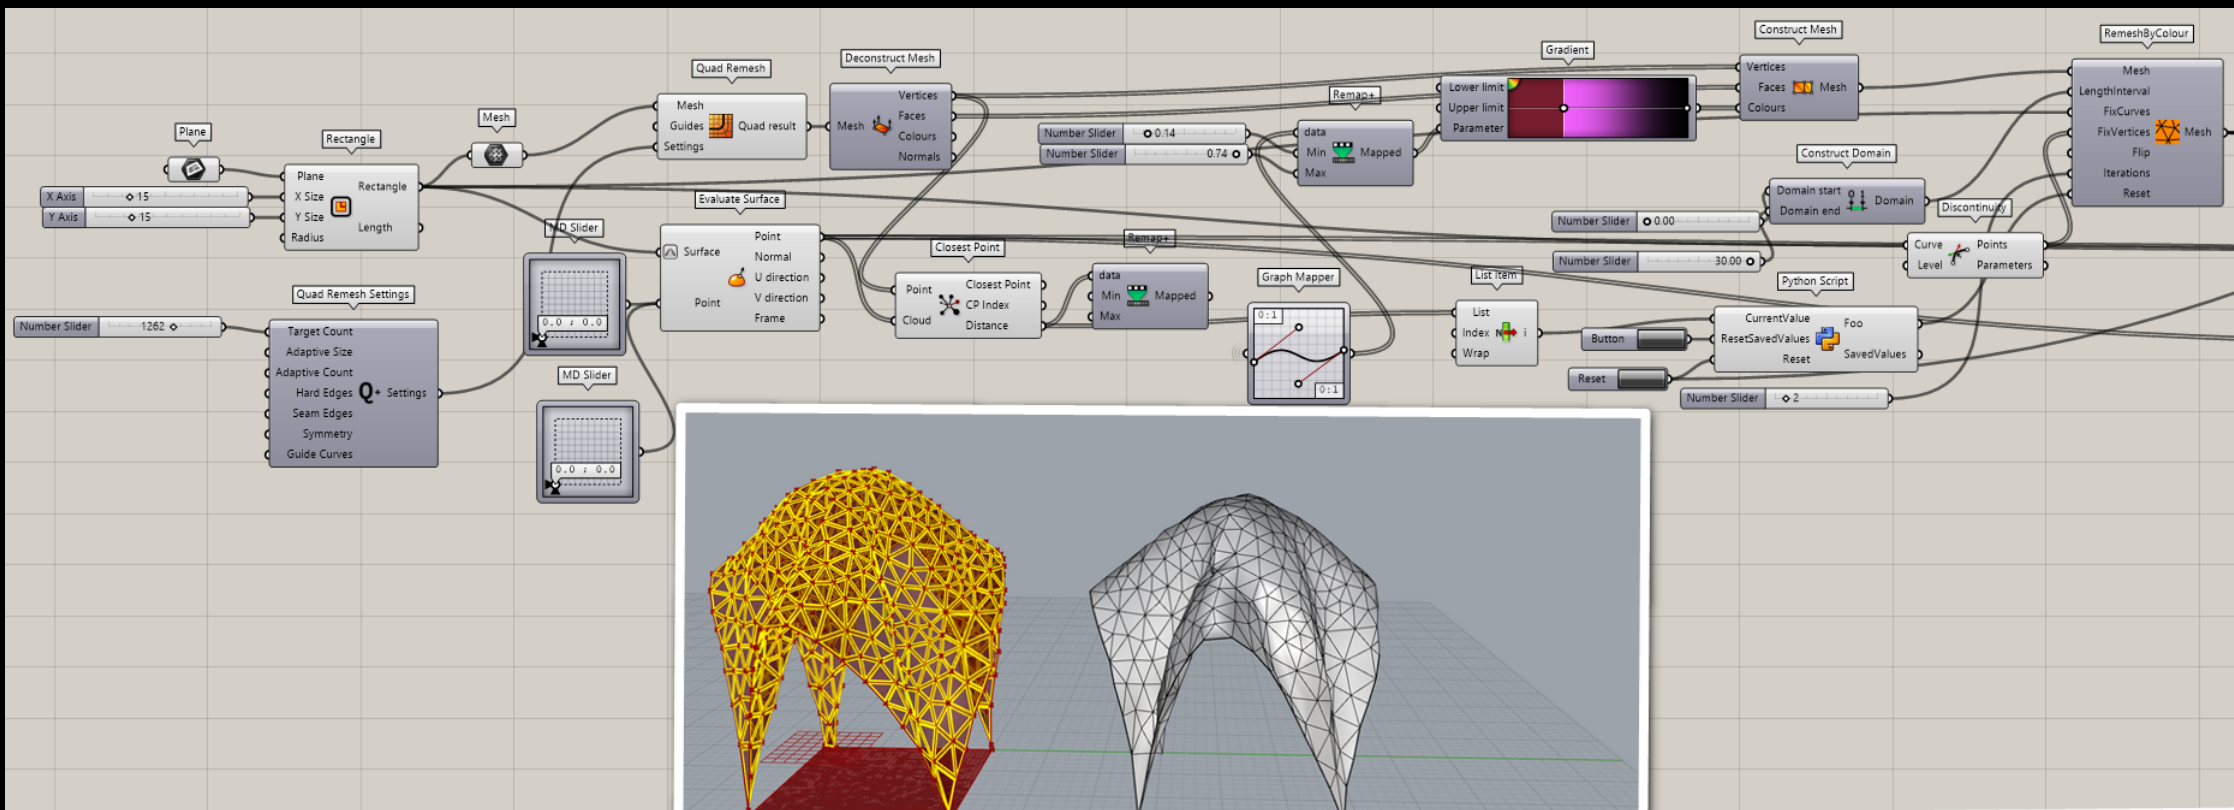 Plane
X Axis
15
Y Axis
15
Rectangle
Plane
X Size
Y Size
Radius
Rectangle
Length
Mesh
Quad Remesh
Mesh
Guides
Settings
Quad result
Deconstruct Mesh
Mesh
Vertices
Faces
Colours
Normals
Number Slider
0.14
Number Slider
0.74
Remap+
data
Min
Max
Mapped
Gradient
Lower limit
Upper limit
Parameter
Construct Mesh
Vertices
Faces
Colours
Mesh
RemeshByColour
Mesh
LengthInterval
FixCurves
FixVertices
Flip
Iterations
Reset
Mesh
Construct Domain
Domain start
Domain end
Domain
Number Slider
0.00
Number Slider
30.00
Discontinuity
Curve
Level
Points
Parameters
Quad Remesh Settings
Number Slider
1262
Target Count
Adaptive Size
Adaptive Count
Hard Edges
Seam Edges
Symmetry
Guide Curves
Q+
Settings
MD Slider
0.0 ; 0.0
MD Slider
0.0 ; 0.0
Evaluate Surface
Surface
Point
Point
Normal
U direction
V direction
Frame
Closest Point
Point
Cloud
Closest Point
CP Index
Distance
Remap+
data
Min
Max
Mapped
Graph Mapper
0:1
0:1
List Item
List
Index
Wrap
N
i
Button
Reset
Python Script
CurrentValue
ResetSavedValues
Reset
Foo
SavedValues
Number Slider
2